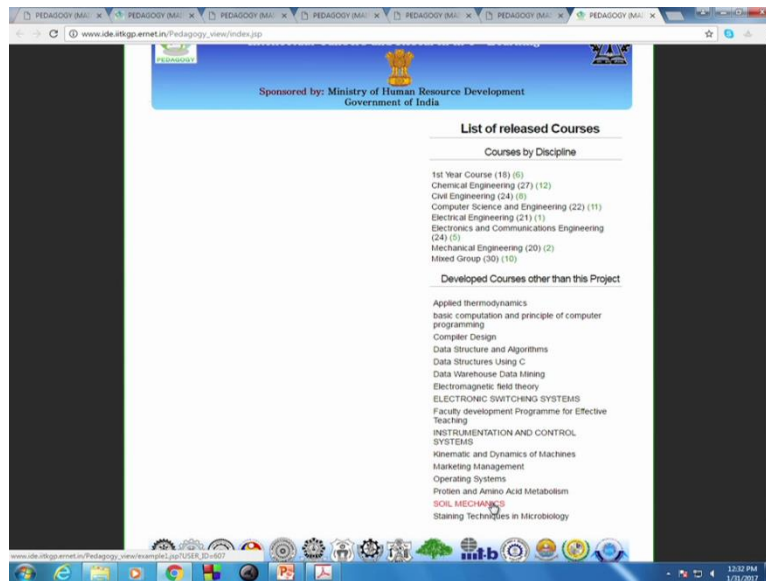 PEDAGOGY (MA
PEDAGOGY (MA
PEDAGOGY (MA
PEDAGOGY (MA
PEDAGOGY (MA
PEDAGOGY (MA
PEDAGOGY (MA
www.ide.iitkgp.ernet.in/Pedagogy_view/index.jsp
PEDAGOGY
Sponsored by: Ministry of Human Resource Development
Government of India
List of released Courses
Courses by Discipline
1st Year Course (18) (6)
Chemical Engineering (27) (12)
Civil Engineering (24) (8)
Computer Science and Engineering (22) (11)
Electrical Engineering (21) (1)
Electronics and Communications Engineering
(24) (5)
Mechanical Engineering (20) (2)
Mixed Group (30) (10)
Developed Courses other than this Project
Applied thermodynamics
basic computation and principle of computer
programming
Compiler Design
Data Structure and Algorithms
Data Structures Using C
Data Warehouse Data Mining
Electromagnetic field theory
ELECTRONIC SWITCHING SYSTEMS
Faculty development Programme for Effective
Teaching
INSTRUMENTATION AND CONTROL
SYSTEMS
Kinematic and Dynamics of Machines
Marketing Management
Operating Systems
Protien and Amino Acid Metabolism
SOIL MECHANICS
Staining Techniques in Microbiology
www.ide.iitkgp.ernet.in/Pedagogy_view/example1.jsp?USER_ID=607
12:32 PM
1/31/2017